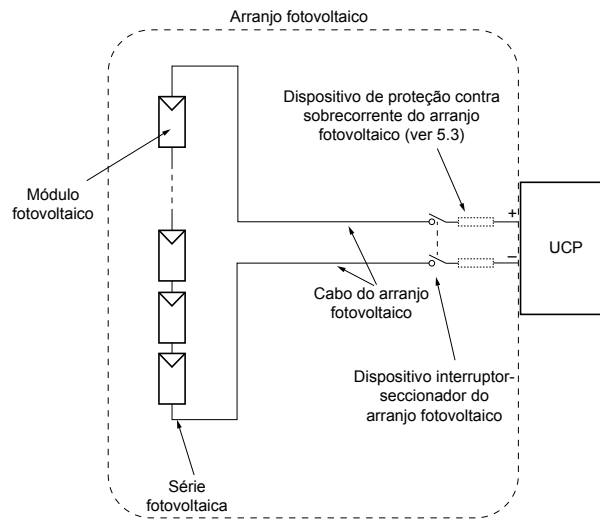 Arranjo fotovoltaico
Dispositivo de proteção contra
sobrecorrente do arranjo
fotovoltaico (ver 5.3)
Módulo
fotovoltaico
+
–
UCP
Cabo do arranjo
fotovoltaico
Dispositivo interruptor-
seccionador do
arranjo fotovoltaico
Série
fotovoltaica